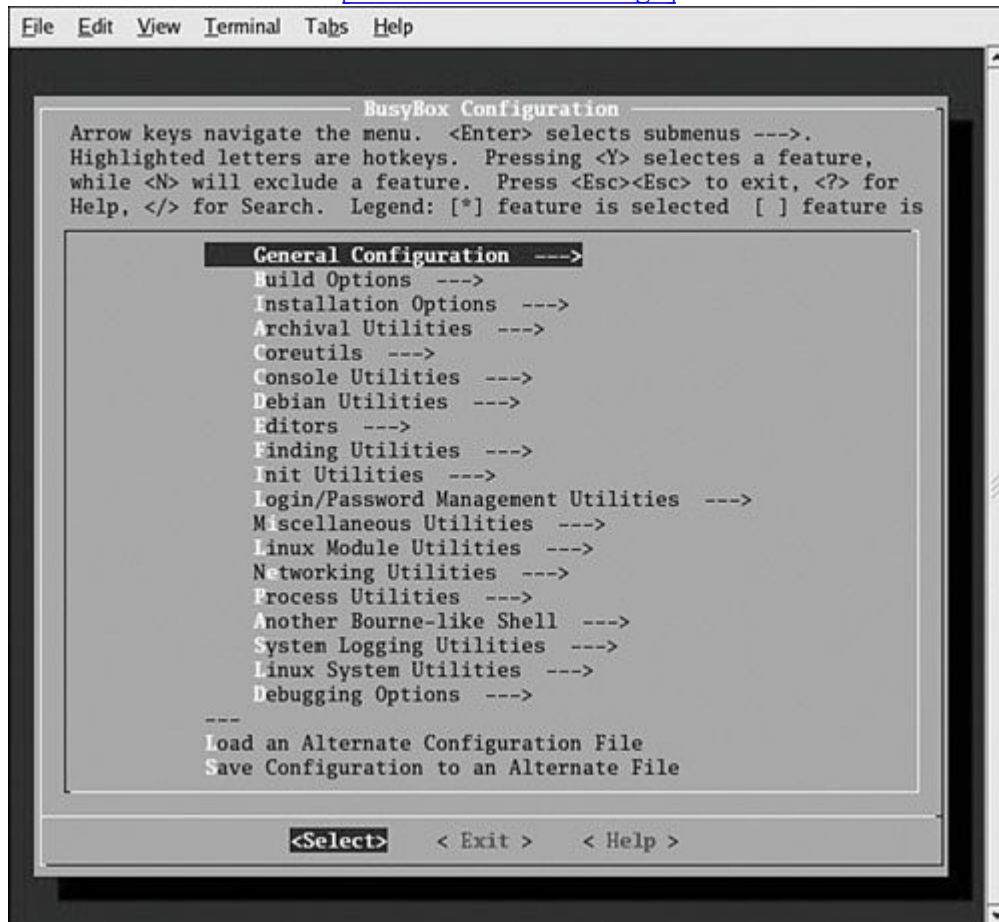 File Edit View Terminal Tabs Help
BusyBox Configuration
Arrow keys navigate the menu. <Enter> selects submenus --->.
Highlighted letters are hotkeys. Pressing <Y> selectes a feature,
while <N> will exclude a feature. Press <Esc><Esc> to exit, <?> for
Help, </> for Search. Legend: [*] feature is selected [ ] feature is
General Configuration --->
Build Options --->
Installation Options --->
Archival Utilities --->
Coreutils --->
Console Utilities --->
Debian Utilities --->
Editors --->
Finding Utilities --->
Init Utilities --->
Login/Password Management Utilities --->
Miscellaneous Utilities --->
Linux Module Utilities --->
Networking Utilities --->
Process Utilities --->
Another Bourne-like Shell --->
System Logging Utilities --->
Linux System Utilities --->
Debugging Options --->
---
Load an Alternate Configuration File
Save Configuration to an Alternate File
<Select> < Exit > < Help >